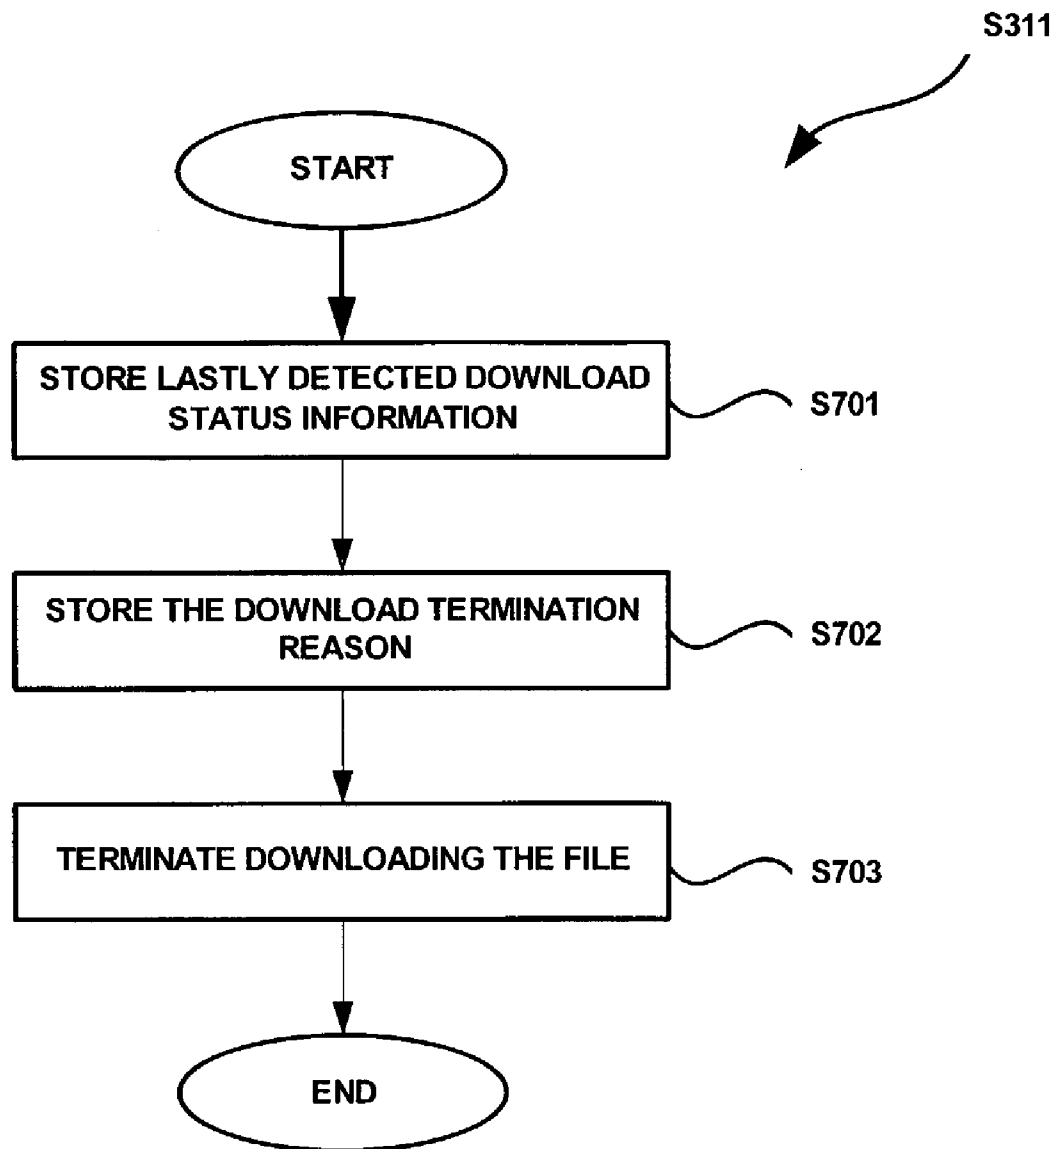 S311
START
STORE LASTLY DETECTED DOWNLOAD
STATUS INFORMATION
S701
STORE THE DOWNLOAD TERMINATION
REASON
S702
TERMINATE DOWNLOADING THE FILE
S703
END